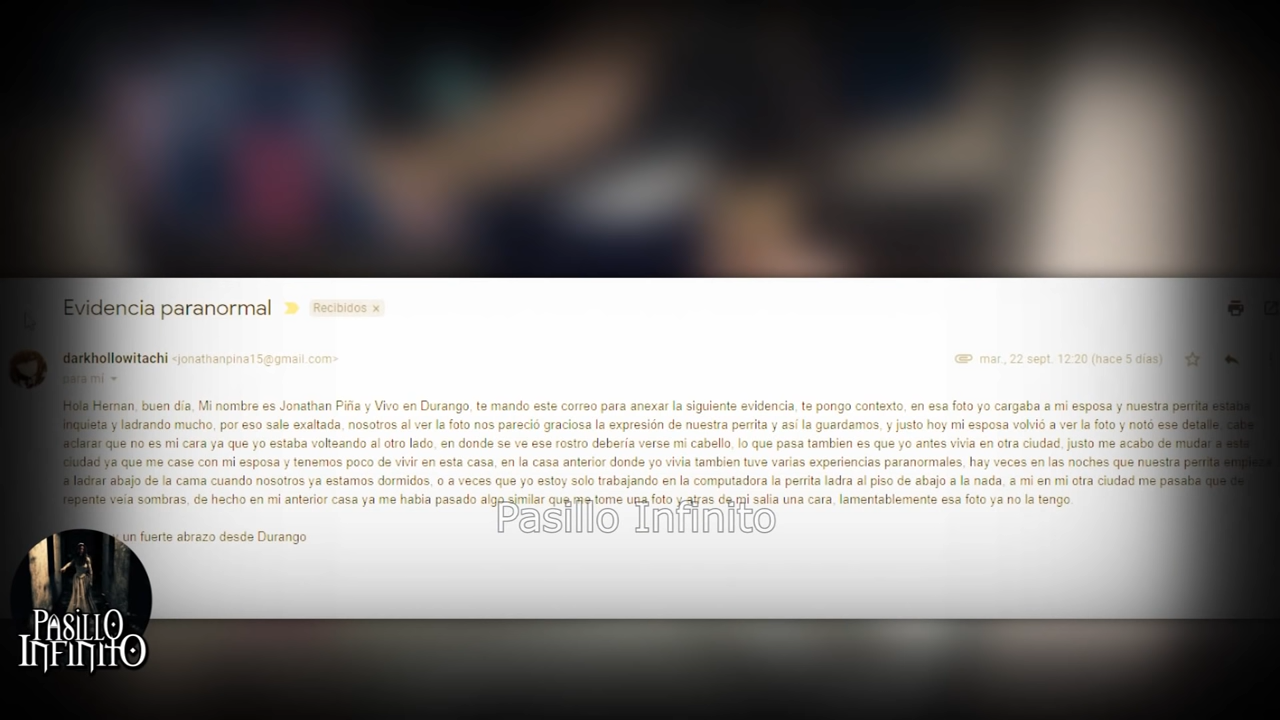 Evidencia paranormal
Recibidos ×
darkhollowitachi <jonathanpina15@gmail.com>
mar., 22 sept. 12:20 (hace 5 días)
para mí
Hola Hernan, buen día, Mi nombre es Jonathan Piña y Vivo en Durango, te mando este correo para anexar la siguiente evidencia, te pongo contexto, en esa foto yo cargaba a mi esposa y nuestra perrita estaba
inquieta y ladrando mucho, por eso sale exaltada, nosotros al ver la foto nos pareció graciosa la expresión de nuestra perrita y así la guardamos, y justo hoy mi esposa volvió a ver la foto y notó ese detalle, cabe
aclarar que no es mi cara ya que yo estaba volteando al otro lado, en donde se ve ese rostro debería verse mi cabello, lo que pasa tambien es que yo antes vivia en otra ciudad, justo me acabo de mudar a esta
ciudad ya que me case con mi esposa y tenemos poco de vivir en esta casa, en la casa anterior donde yo vivia tambien tuve varias experiencias paranormales, hay veces en las noches que nuestra perrita empieza
a ladrar abajo de la cama cuando nosotros ya estamos dormidos, o a veces que yo estoy solo trabajando en la computadora la perrita ladra al piso de abajo a la nada, a mi en mi otra ciudad me pasaba que de
repente veía sombras, de hecho en mi anterior casa ya me habia pasado algo similar que me tome una foto y atras de mi salia una cara, lamentablemente esa foto ya no la tengo.
Pasillo Infinito
y un fuerte abrazo desde Durango
PASILLO
INFINITO